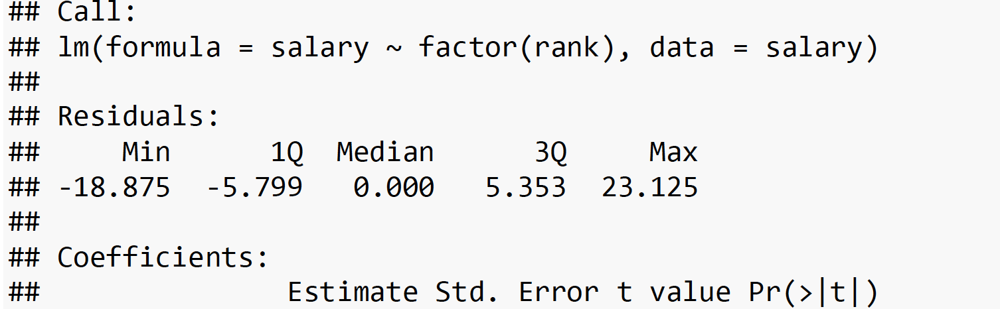 ## Call:
## lm(formula = salary ~ factor(rank), data = salary)
##
## Residuals:
##     Min      1Q  Median      3Q     Max
## -18.875  -5.799   0.000   5.353  23.125
##
## Coefficients:
##               Estimate Std. Error t value Pr(>|t|)